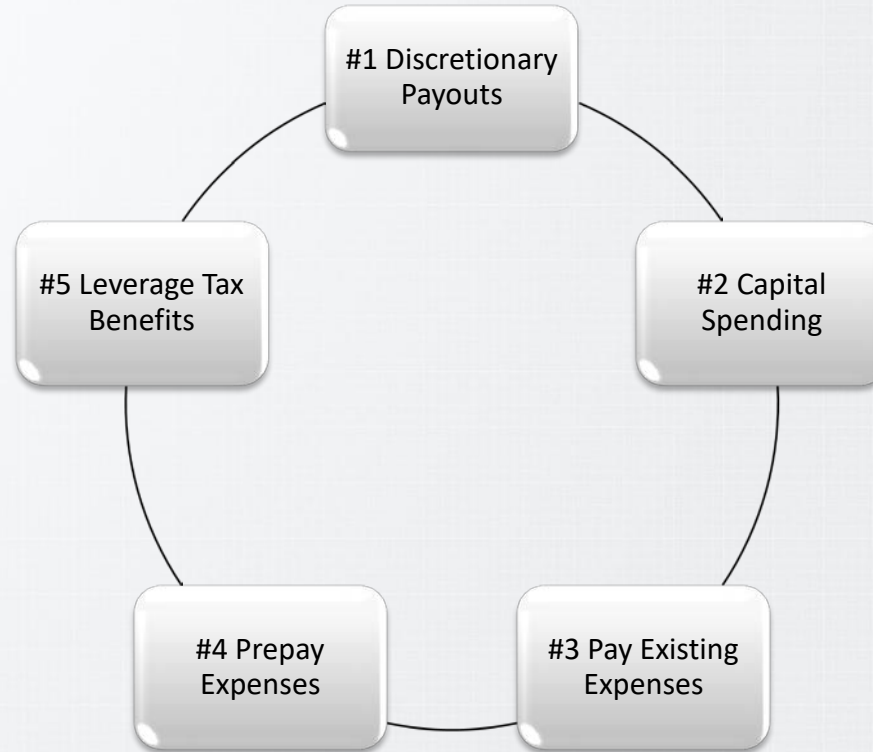 #1 Discretionary
Payouts
#2 Capital
Spending
#3 Pay Existing
Expenses
#4 Prepay
Expenses
#5 Leverage Tax
Benefits